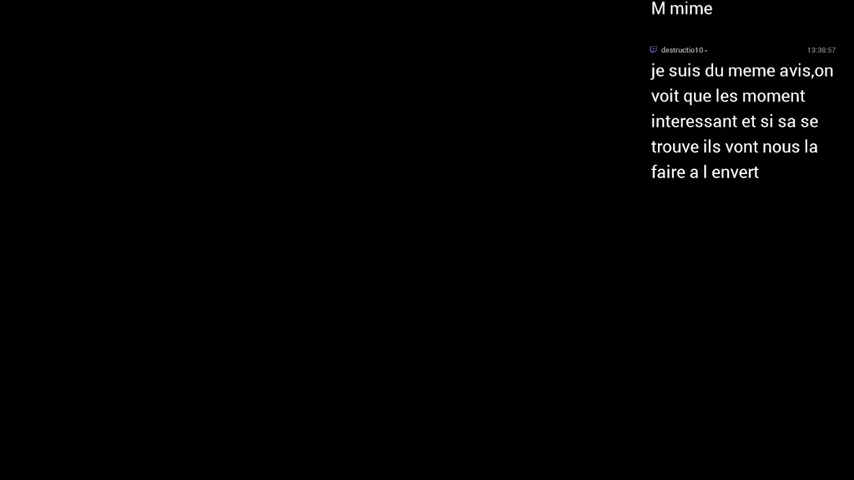 M mime
destructio10 - 13:38:57
je suis du meme avis,on
voit que les moment
interessant et si sa se
trouve ils vont nous la
faire a l envert